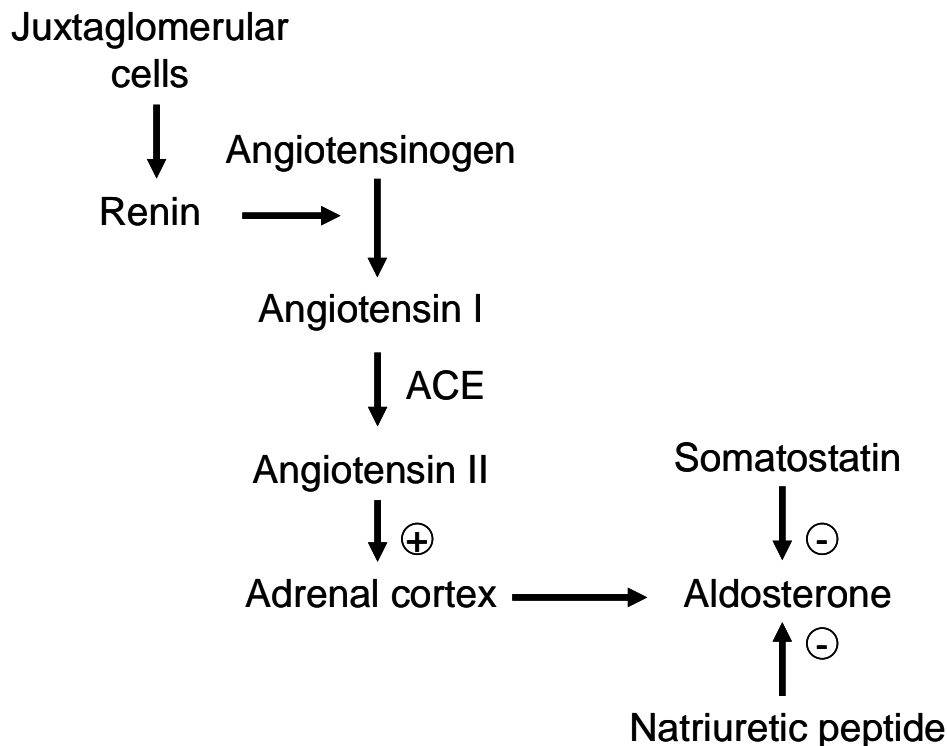 Juxtaglomerular
cells
Angiotensinogen
Renin
Angiotensin I
ACE
Angiotensin II
Somatostatin
+
-
Adrenal cortex
Aldosterone
-
Natriuretic peptide